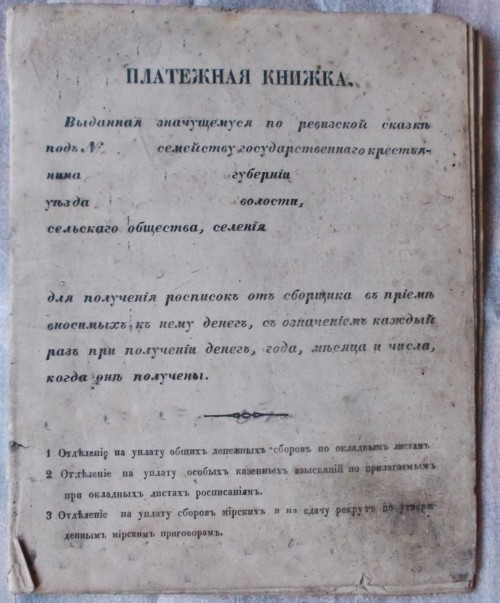 ПЛАТЕЖНАЯ КНИЖКА.
Выданная значущемуся по ревизской сказкѣ
подъ № семейству государственнаго крестья-
нина губерніи
уѣзда волости,
сельскаго общества, селенія
для полученія росписокъ отъ сборщика въ пріемѣ
вносимыхъ къ нему денегъ, съ означеніемъ каждый
разъ при полученіи денегъ, года, мѣсяца и числа,
когда онѣ получены.
1 Отдѣленіе на уплату общихъ денежныхъ сборовъ по окладнымъ листамъ
2 Отдѣленіе на уплату особыхъ казенныхъ взысканій по прилагаемымъ
при окладныхъ листахъ росписаніямъ.
3 Отдѣленіе на уплату сборовъ мірскихъ и на сдачу рекрутъ по утверж-
деннымъ мірскимъ приговорамъ.